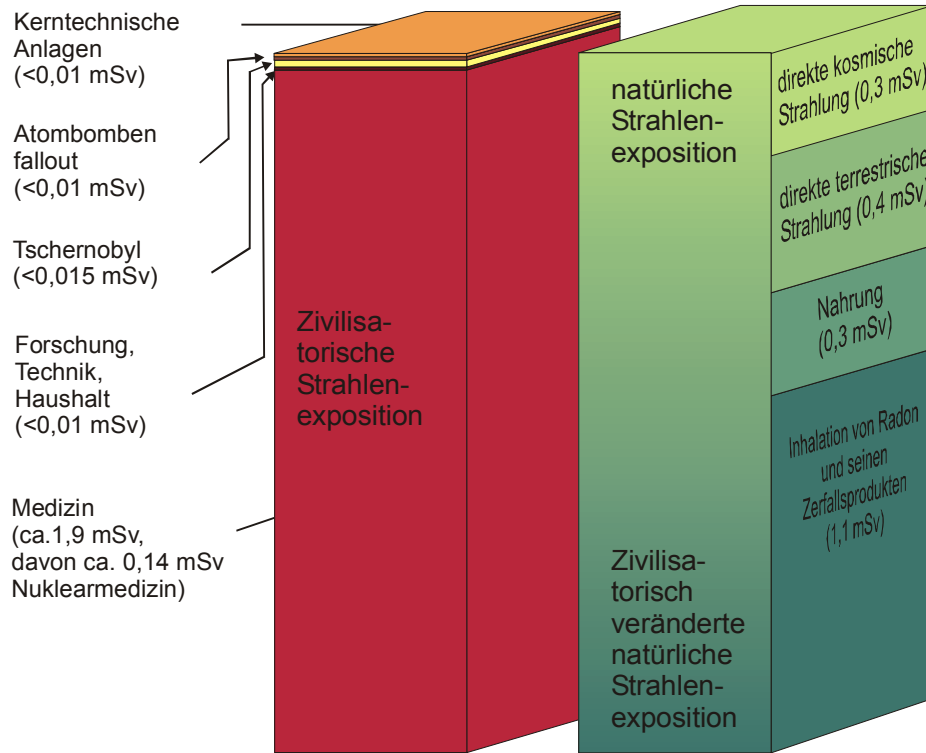 Kerntechnische
Anlagen
(<0,01 mSv)
Atombomben
fallout
(<0,01 mSv)
Tschernobyl
(<0,015 mSv)
Forschung,
Technik,
Haushalt
(<0,01 mSv)
Medizin
(ca.1,9 mSv,
davon ca. 0,14 mSv
Nuklearmedizin)
Zivilisa-
torische
Strahlen-
exposition
natürliche
Strahlen-
exposition
Zivilisa-
torisch
veränderte
natürliche
Strahlen-
exposition
direkte kosmische
Strahlung (0,3 mSv)
direkte terrestrische
Strahlung (0,4 mSv)
Nahrung
(0,3 mSv)
Inhalation von Radon
und seinen
Zerfallsprodukten
(1,1 mSv)